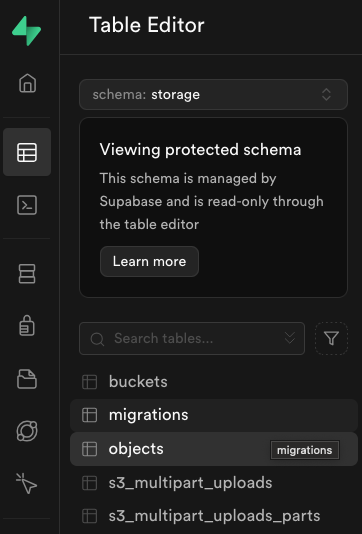 Table Editor
schema: storage
Viewing protected schema
This schema is managed by
Supabase and is read-only through
the table editor
Learn more
Search tables...
buckets
migrations
objects
migrations
s3_multipart_uploads
s3_multipart_uploads_parts